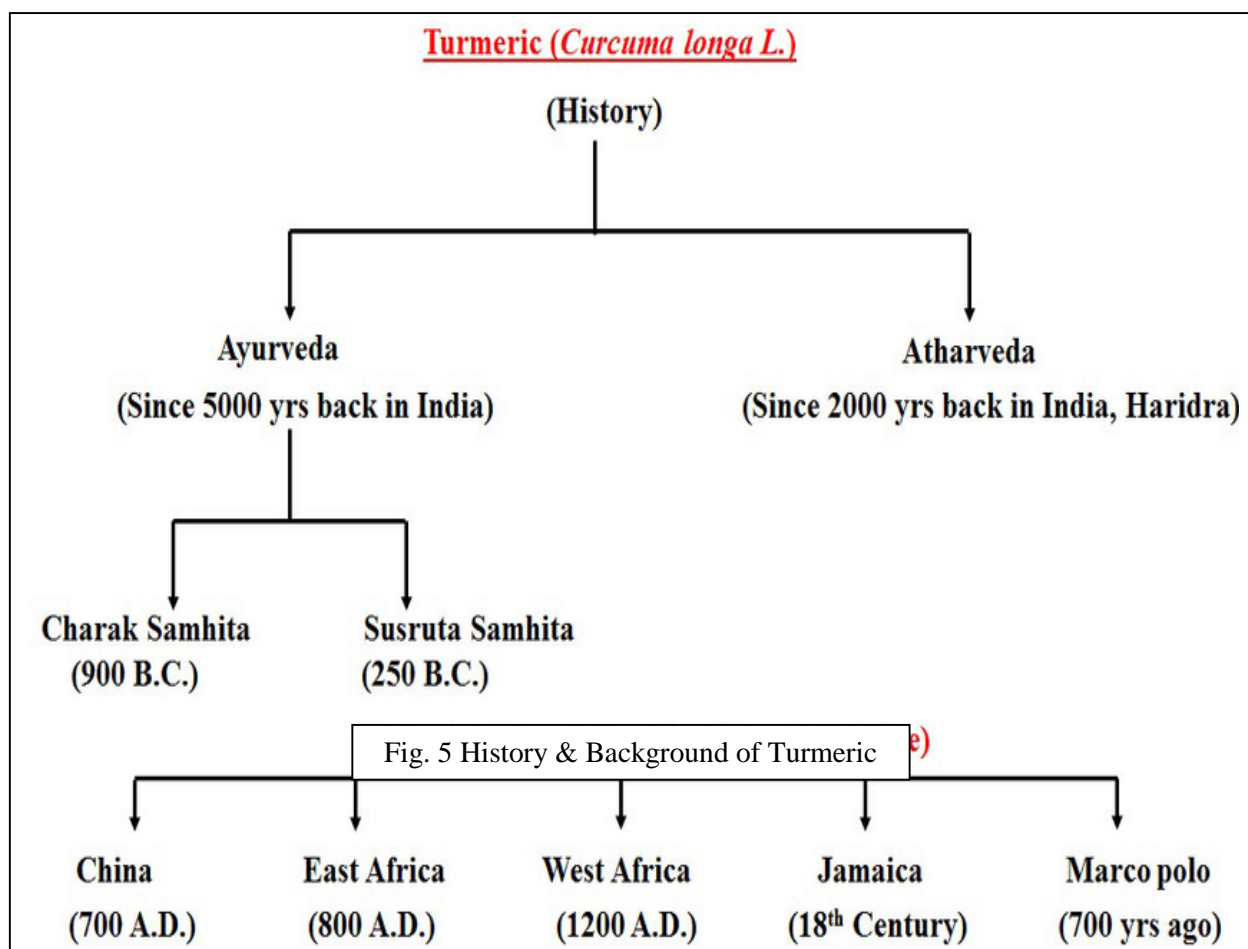 Turmeric (Curcuma longa L.)
(History)
Ayurveda
(Since 5000 yrs back in India)
Atharveda
(Since 2000 yrs back in India, Haridra)
Charak Samhita
(900 B.C.)
Susruta Samhita
(250 B.C.)
Fig. 5 History & Background of Turmeric
e)
China
(700 A.D.)
East Africa
(800 A.D.)
West Africa
(1200 A.D.)
Jamaica
(18th Century)
Marco polo
(700 yrs ago)